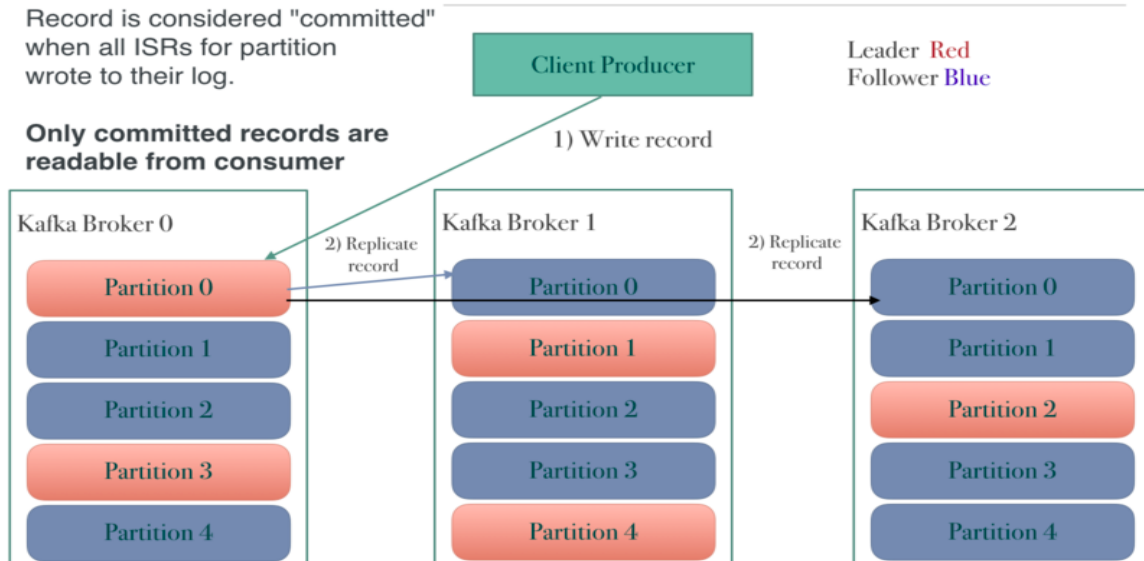 Record is considered "committed"
when all ISRs for partition
wrote to their log.
Only committed records are
readable from consumer
Client Producer
Leader Red
Follower Blue
1) Write record
Kafka Broker 0
Partition 0
Partition 1
Partition 2
Partition 3
Partition 4
2) Replicate
record
Kafka Broker 1
Partition 0
Partition 1
Partition 2
Partition 3
Partition 4
2) Replicate
record
Kafka Broker 2
Partition 0
Partition 1
Partition 2
Partition 3
Partition 4